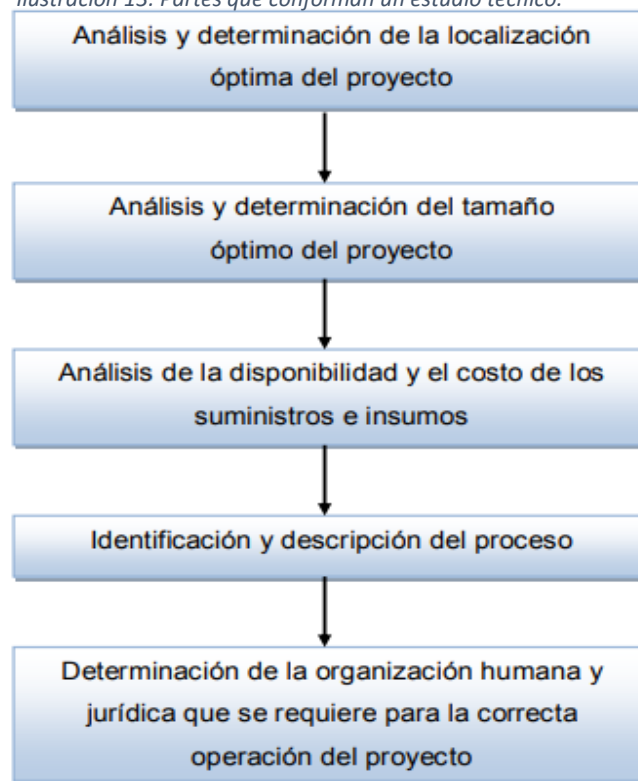 Ilustración 13. Partes que conforman un estudio técnico.
Análisis y determinación de la localización
óptima del proyecto
Análisis y determinación del tamaño
óptimo del proyecto
Análisis de la disponibilidad y el costo de los
suministros e insumos
Identificación y descripción del proceso
Determinación de la organización humana y
jurídica que se requiere para la correcta
operación del proyecto